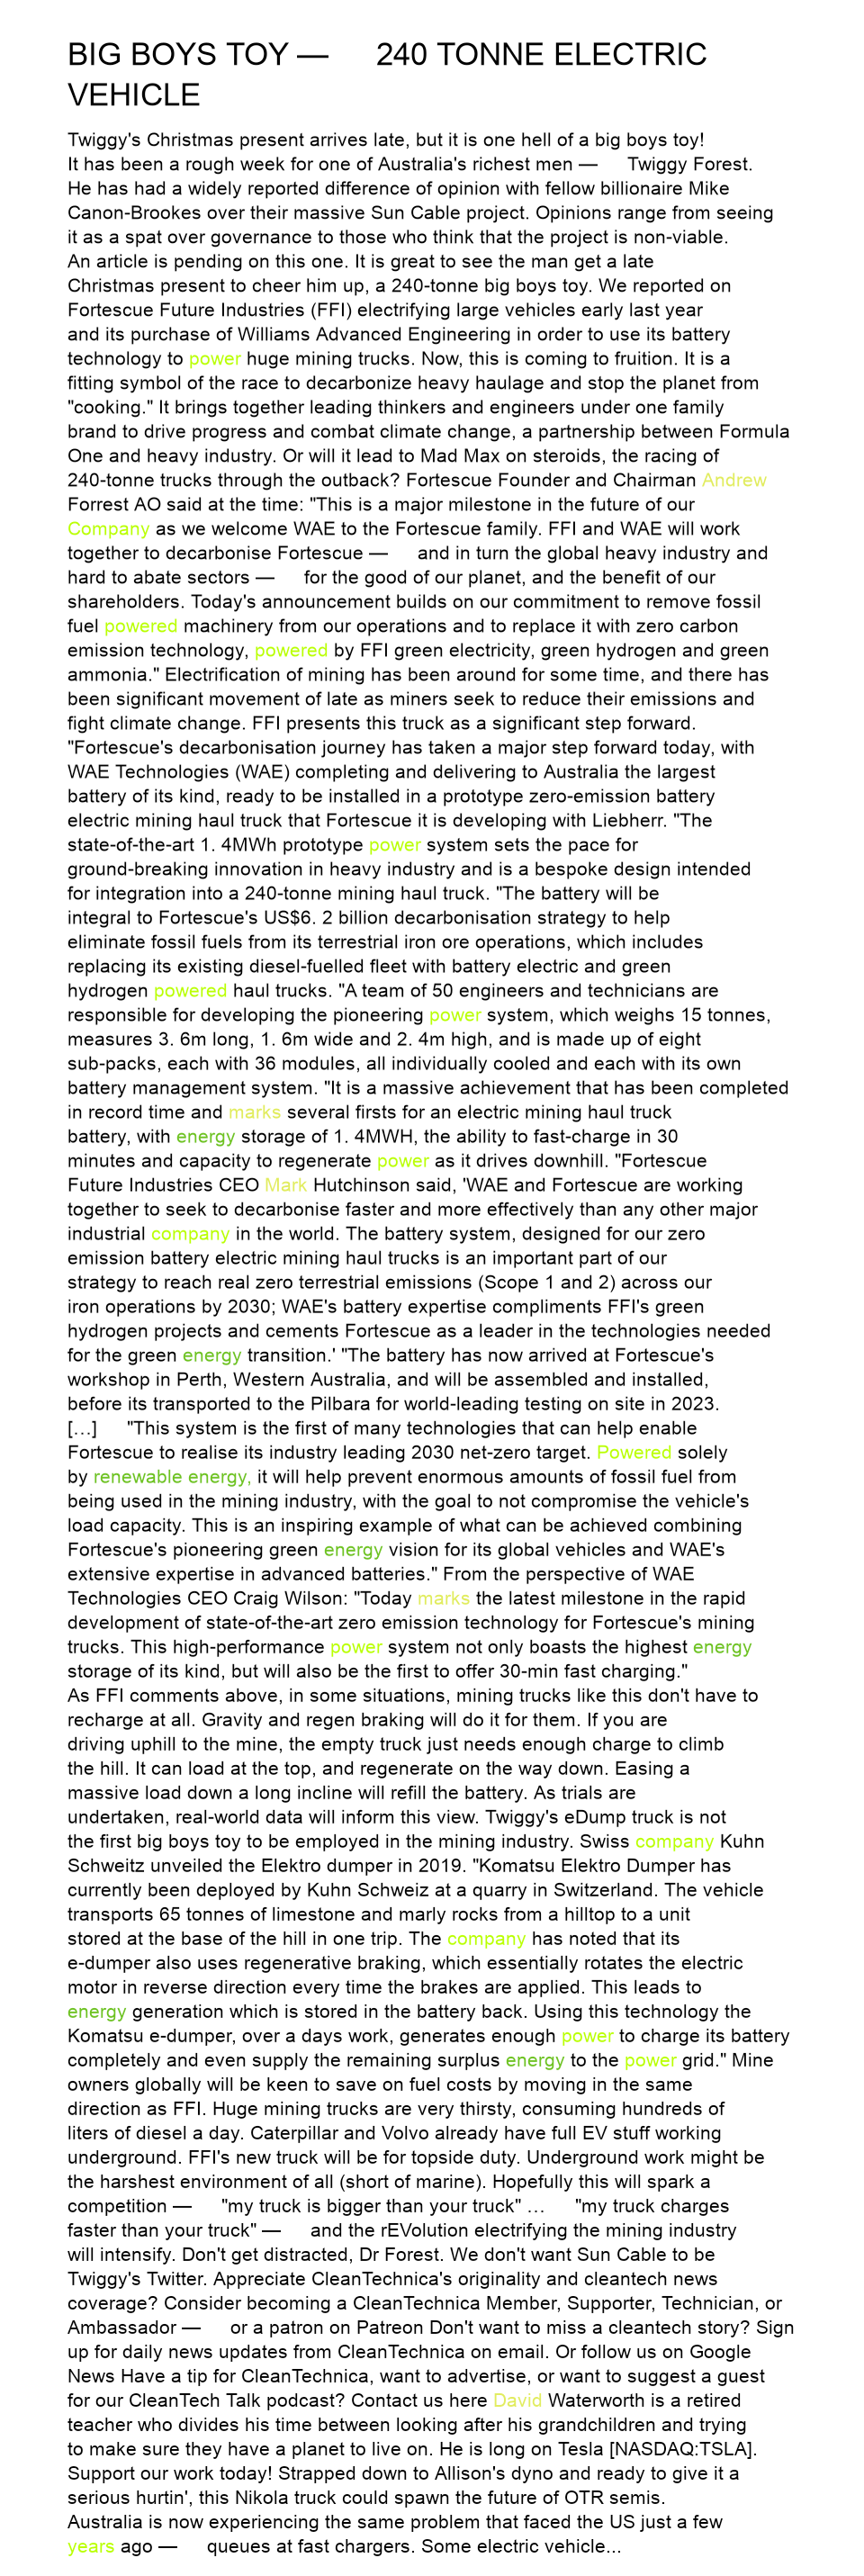 BIG BOYS TOY — 240 TONNE ELECTRIC
VEHICLE
Twiggy's Christmas present arrives late, but it is one hell of a big boys toy!
It has been a rough week for one of Australia's richest men — Twiggy Forest.
He has had a widely reported difference of opinion with fellow billionaire Mike
Canon-Brookes over their massive Sun Cable project. Opinions range from seeing
it as a spat over governance to those who think that the project is non-viable.
An article is pending on this one. It is great to see the man get a late
Christmas present to cheer him up, a 240-tonne big boys toy. We reported on
Fortescue Future Industries (FFI) electrifying large vehicles early last year
and its purchase of Williams Advanced Engineering in order to use its battery
technology to power huge mining trucks. Now, this is coming to fruition. It is a
fitting symbol of the race to decarbonize heavy haulage and stop the planet from
"cooking." It brings together leading thinkers and engineers under one family
brand to drive progress and combat climate change, a partnership between Formula
One and heavy industry. Or will it lead to Mad Max on steroids, the racing of
240-tonne trucks through the outback? Fortescue Founder and Chairman Andrew
Forrest AO said at the time: "This is a major milestone in the future of our
Company as we welcome WAE to the Fortescue family. FFI and WAE will work
together to decarbonise Fortescue — and in turn the global heavy industry and
hard to abate sectors — for the good of our planet, and the benefit of our
shareholders. Today's announcement builds on our commitment to remove fossil
fuel powered machinery from our operations and to replace it with zero carbon
emission technology, powered by FFI green electricity, green hydrogen and green
ammonia." Electrification of mining has been around for some time, and there has
been significant movement of late as miners seek to reduce their emissions and
fight climate change. FFI presents this truck as a significant step forward.
"Fortescue's decarbonisation journey has taken a major step forward today, with
WAE Technologies (WAE) completing and delivering to Australia the largest
battery of its kind, ready to be installed in a prototype zero-emission battery
electric mining haul truck that Fortescue it is developing with Liebherr. "The
state-of-the-art 1. 4MWh prototype power system sets the pace for
ground-breaking innovation in heavy industry and is a bespoke design intended
for integration into a 240-tonne mining haul truck. "The battery will be
integral to Fortescue's US$6. 2 billion decarbonisation strategy to help
eliminate fossil fuels from its terrestrial iron ore operations, which includes
replacing its existing diesel-fuelled fleet with battery electric and green
hydrogen powered haul trucks. "A team of 50 engineers and technicians are
responsible for developing the pioneering power system, which weighs 15 tonnes,
measures 3. 6m long, 1. 6m wide and 2. 4m high, and is made up of eight
sub-packs, each with 36 modules, all individually cooled and each with its own
battery management system. "It is a massive achievement that has been completed
in record time and marks several firsts for an electric mining haul truck
battery, with energy storage of 1. 4MWH, the ability to fast-charge in 30
minutes and capacity to regenerate power as it drives downhill. "Fortescue
Future Industries CEO Mark Hutchinson said, 'WAE and Fortescue are working
together to seek to decarbonise faster and more effectively than any other major
industrial company in the world. The battery system, designed for our zero
emission battery electric mining haul trucks is an important part of our
strategy to reach real zero terrestrial emissions (Scope 1 and 2) across our
iron operations by 2030; WAE's battery expertise compliments FFI's green
hydrogen projects and cements Fortescue as a leader in the technologies needed
for the green energy transition.' "The battery has now arrived at Fortescue's
workshop in Perth, Western Australia, and will be assembled and installed,
before its transported to the Pilbara for world-leading testing on site in 2023.
[…] "This system is the first of many technologies that can help enable
Fortescue to realise its industry leading 2030 net-zero target. Powered solely
by renewable energy, it will help prevent enormous amounts of fossil fuel from
being used in the mining industry, with the goal to not compromise the vehicle's
load capacity. This is an inspiring example of what can be achieved combining
Fortescue's pioneering green energy vision for its global vehicles and WAE's
extensive expertise in advanced batteries." From the perspective of WAE
Technologies CEO Craig Wilson: "Today marks the latest milestone in the rapid
development of state-of-the-art zero emission technology for Fortescue's mining
trucks. This high-performance power system not only boasts the highest energy
storage of its kind, but will also be the first to offer 30-min fast charging."
As FFI comments above, in some situations, mining trucks like this don't have to
recharge at all. Gravity and regen braking will do it for them. If you are
driving uphill to the mine, the empty truck just needs enough charge to climb
the hill. It can load at the top, and regenerate on the way down. Easing a
massive load down a long incline will refill the battery. As trials are
undertaken, real-world data will inform this view. Twiggy's eDump truck is not
the first big boys toy to be employed in the mining industry. Swiss company Kuhn
Schweitz unveiled the Elektro dumper in 2019. "Komatsu Elektro Dumper has
currently been deployed by Kuhn Schweiz at a quarry in Switzerland. The vehicle
transports 65 tonnes of limestone and marly rocks from a hilltop to a unit
stored at the base of the hill in one trip. The company has noted that its
e-dumper also uses regenerative braking, which essentially rotates the electric
motor in reverse direction every time the brakes are applied. This leads to
energy generation which is stored in the battery back. Using this technology the
Komatsu e-dumper, over a days work, generates enough power to charge its battery
completely and even supply the remaining surplus energy to the power grid." Mine
owners globally will be keen to save on fuel costs by moving in the same
direction as FFI. Huge mining trucks are very thirsty, consuming hundreds of
liters of diesel a day. Caterpillar and Volvo already have full EV stuff working
underground. FFI's new truck will be for topside duty. Underground work might be
the harshest environment of all (short of marine). Hopefully this will spark a
competition — "my truck is bigger than your truck" … "my truck charges
faster than your truck" — and the rEVolution electrifying the mining industry
will intensify. Don't get distracted, Dr Forest. We don't want Sun Cable to be
Twiggy's Twitter. Appreciate CleanTechnica's originality and cleantech news
coverage? Consider becoming a CleanTechnica Member, Supporter, Technician, or
Ambassador — or a patron on Patreon Don't want to miss a cleantech story? Sign
up for daily news updates from CleanTechnica on email. Or follow us on Google
News Have a tip for CleanTechnica, want to advertise, or want to suggest a guest
for our CleanTech Talk podcast? Contact us here David Waterworth is a retired
teacher who divides his time between looking after his grandchildren and trying
to make sure they have a planet to live on. He is long on Tesla [NASDAQ:TSLA].
Support our work today! Strapped down to Allison's dyno and ready to give it a
serious hurtin', this Nikola truck could spawn the future of OTR semis.
Australia is now experiencing the same problem that faced the US just a few
years ago — queues at fast chargers. Some electric vehicle...